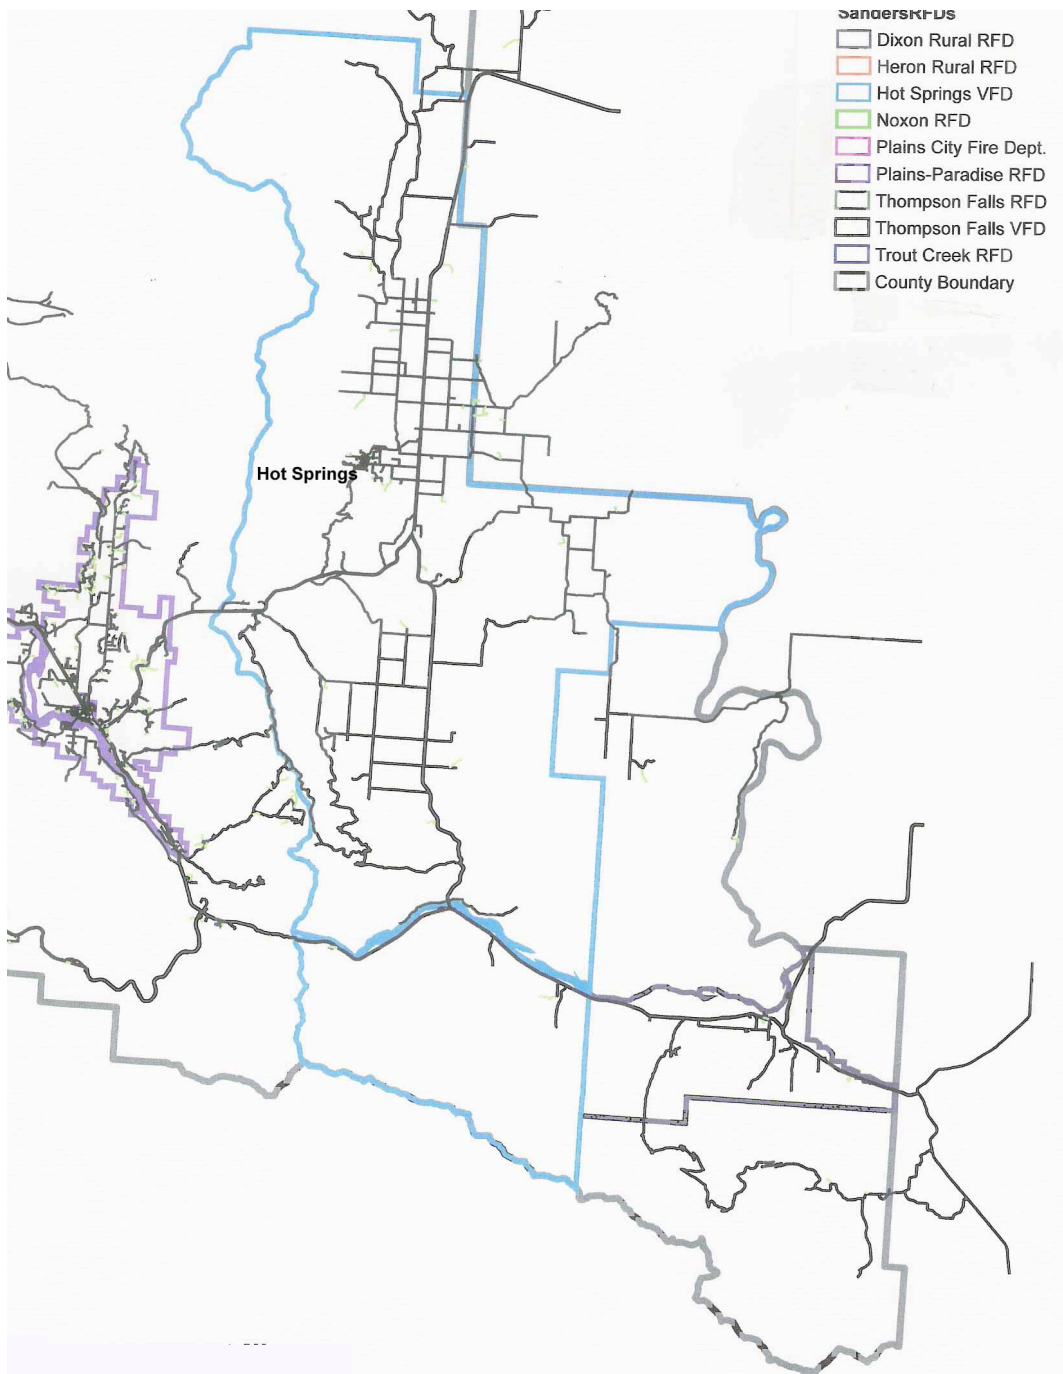 SandersRFDs
Dixon Rural RFD
Heron Rural RFD
Hot Springs VFD
Noxon RFD
Plains City Fire Dept.
Plains-Paradise RFD
Thompson Falls RFD
Thompson Falls VFD
Trout Creek RFD
County Boundary
Hot Springs